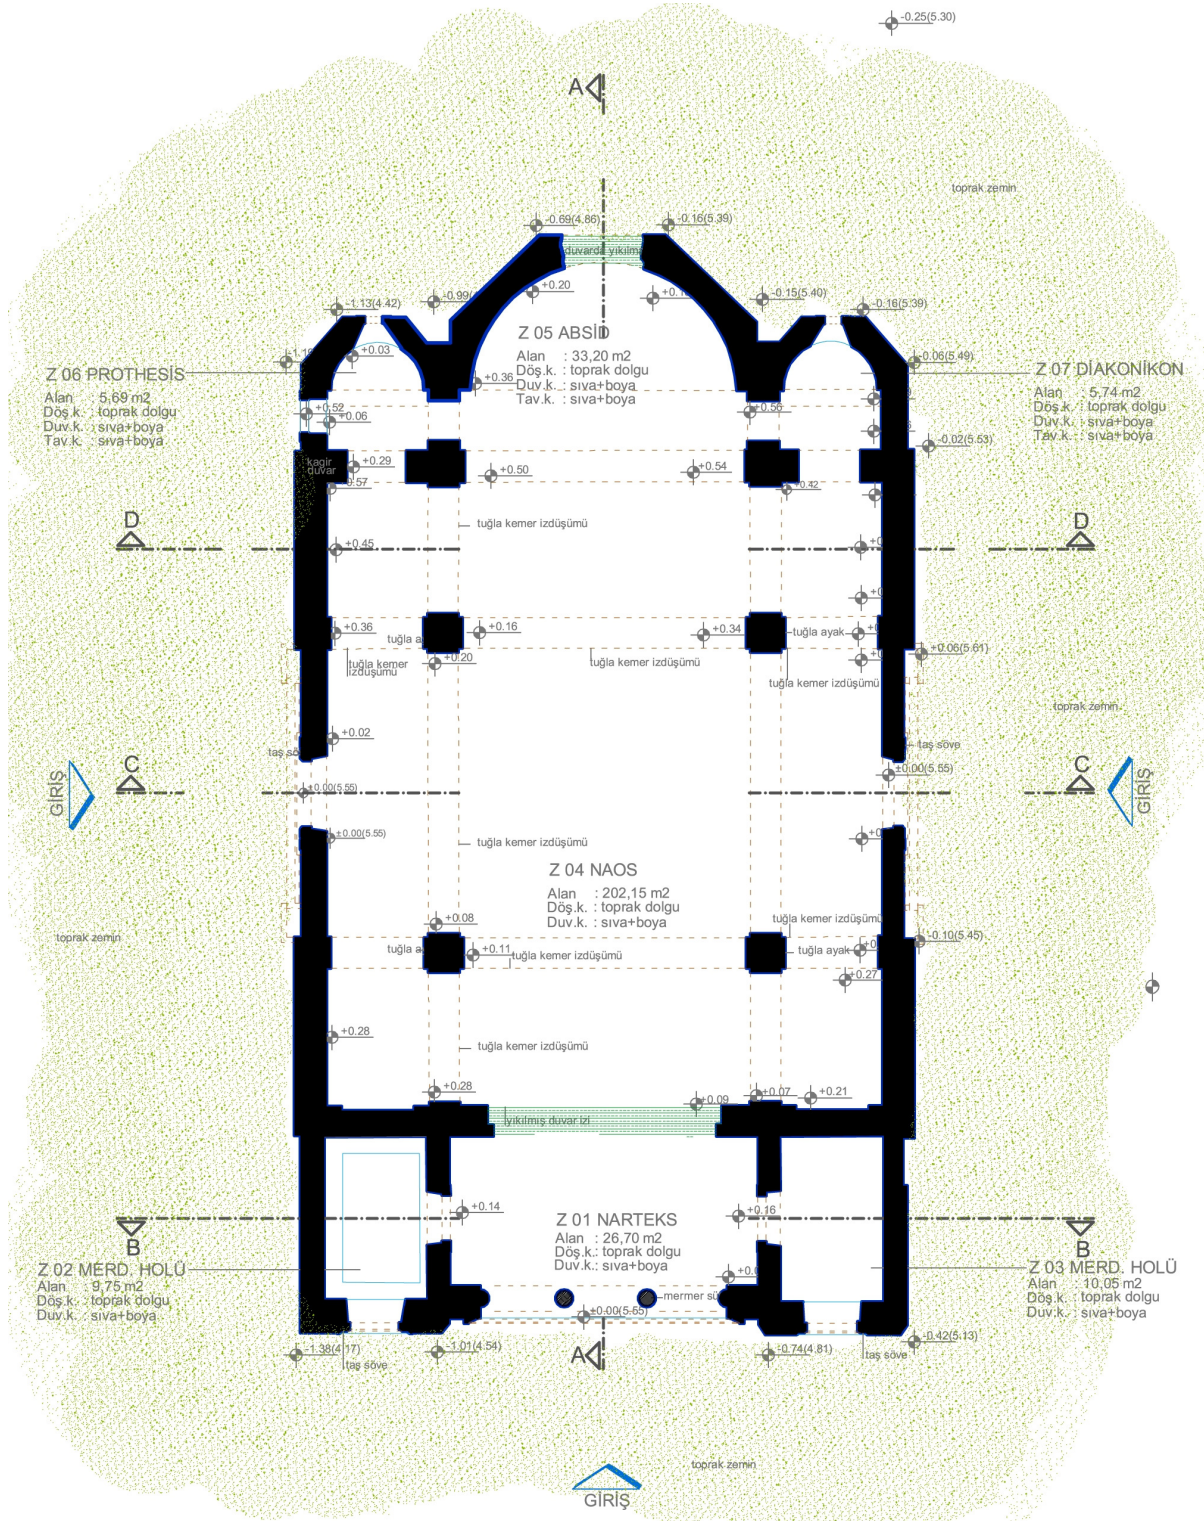 -0.25(5.30)
A
toprak zemin
-0.69(4.86)
-0.16(5.39)
duvarda yıkılma
+0.20
-1.13(4.42)
-0.99
-0.15(5.40)
-0.16(5.39)
Z 05 ABSİD
Alan : 33,20 m2
Döş.k. : toprak dolgu
Duv.k. : sıva+boya
Tav.k. : sıva+boya
+0.03
+0.36
-0.06(5.49)
Z 06 PROTHESİS
Alan 5,69 m2
Döş.k : toprak dolgu
Duv.k. : sıva+boya
Tav.k. : sıva+boya
Z 07 DİAKONİKON
Alan : 5,74 m2
Döş.k. : toprak dolgu
Duv.k. : sıva+boya
Tav.k. : sıva+boya
+0.52
+0.06
+0.56
-0.02(5.53)
kagir
duvar
+0.29
+0.50
+0.54
+0.42
tuğla kemer izdüşümü
D
D
+0.45
+0.36
+0.16
+0.34
tuğla ayak
+0.20
tuğla kemer
izdüşümü
tuğla kemer izdüşümü
tuğla kemer izdüşümü
+0.06(5.61)
toprak zemin
+0.02
taş söve
C
C
GİRİŞ
GİRİŞ
±0.00(5.55)
±0.00(5.55)
±0.00(5.55)
tuğla kemer izdüşümü
Z 04 NAOS
Alan : 202,15 m2
Döş.k. : toprak dolgu
Duv.k. : sıva+boya
+0.08
tuğla kemer izdüşümü
toprak zemin
+0.11
tuğla kemer izdüşümü
tuğla ayak
-0.10(5.45)
+0.27
+0.28
tuğla kemer izdüşümü
+0.28
+0.09
+0.07
+0.21
yıkılmış duvar izi
+0.14
+0.16
Z 01 NARTEKS
Alan : 26,70 m2
Döş.k.: toprak dolgu
Duv.k.: sıva+boya
B
B
Z 02 MERD. HOLÜ
Alan : 9,75 m2
Döş.k : toprak dolgu
Duv.k. : sıva+boya
Z 03 MERD. HOLÜ
Alan : 10,05 m2
Döş.k. : toprak dolgu
Duv.k. : sıva+boya
mermer sü
±0.00(5.55)
-1.38(4.17)
-1.01(4.54)
-0.74(4.81)
-0.42(5.13)
taş söve
A
taş söve
toprak zemin
GİRİŞ